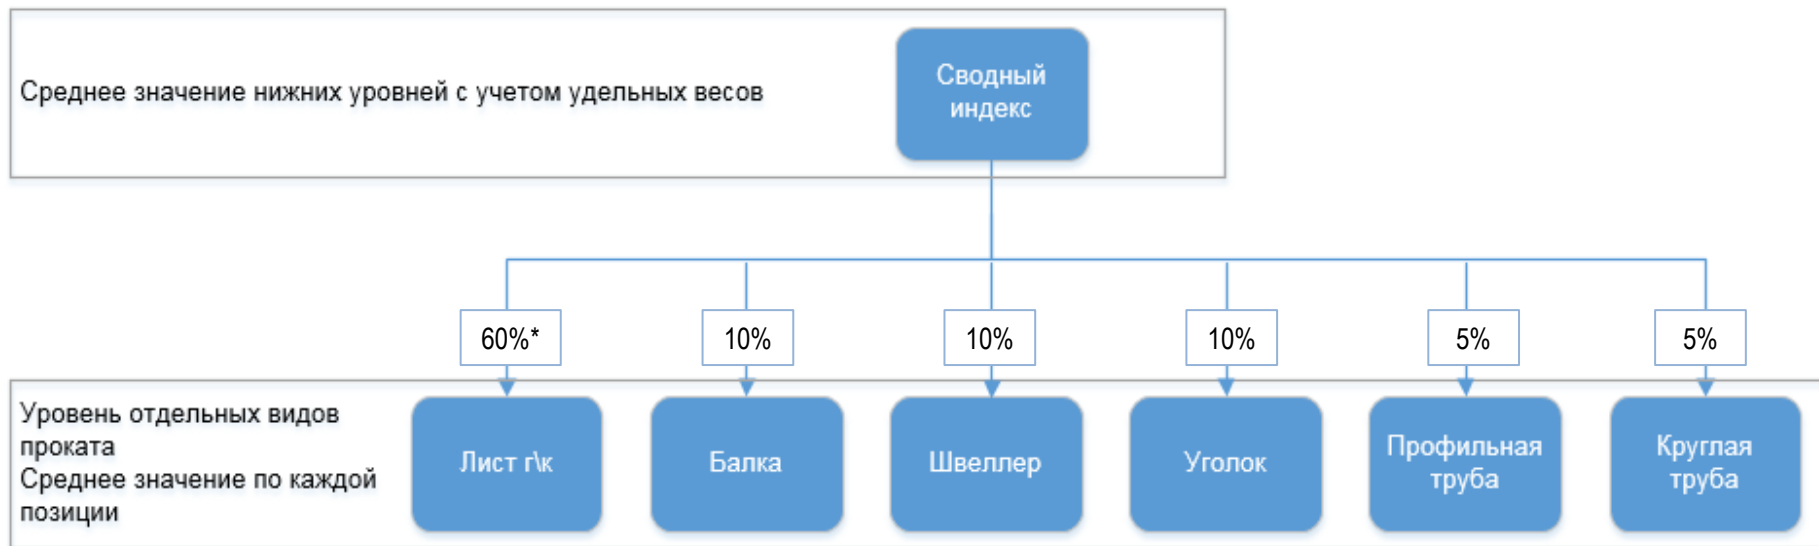 Среднее значение нижних уровней с учетом удельных весов
Сводный
индекс
60%*
10%
10%
10%
5%
5%
Уровень отдельных видов
проката
Среднее значение по каждой
позиции
Лист г\к
Балка
Швеллер
Уголок
Профильная
труба
Круглая
труба